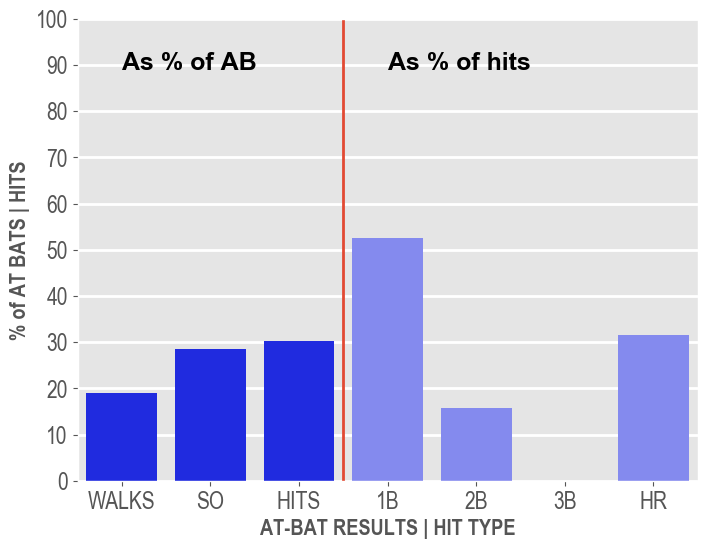 100
90
80
70
60
50
40
30
20
10
0
% of AT BATS | HITS
As % of AB
As % of hits
WALKS SO HITS 1B 2B 3B HR
AT-BAT RESULTS | HIT TYPE